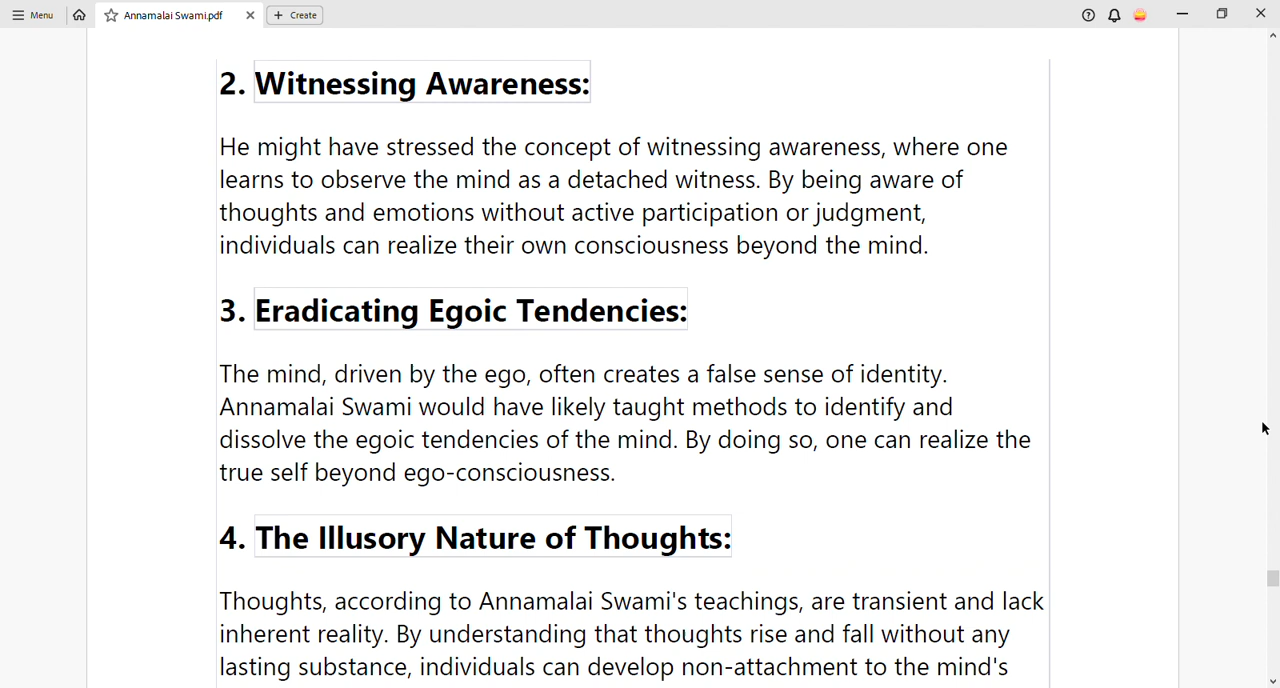 Menu
Annamalai Swami.pdf
+ Create
2. Witnessing Awareness:
He might have stressed the concept of witnessing awareness, where one
learns to observe the mind as a detached witness. By being aware of
thoughts and emotions without active participation or judgment,
individuals can realize their own consciousness beyond the mind.
3. Eradicating Egoic Tendencies:
The mind, driven by the ego, often creates a false sense of identity.
Annamalai Swami would have likely taught methods to identify and
dissolve the egoic tendencies of the mind. By doing so, one can realize the
true self beyond ego-consciousness.
4. The Illusory Nature of Thoughts:
Thoughts, according to Annamalai Swami's teachings, are transient and lack
inherent reality. By understanding that thoughts rise and fall without any
lasting substance, individuals can develop non-attachment to the mind's